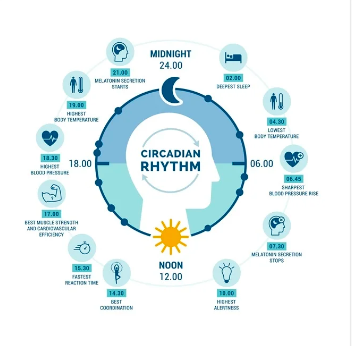 MIDNIGHT
24.00
02.00
DEEPEST SLEEP
04.30
LOWEST
BODY TEMPERATURE
06.00
06.45
SHARPEST
BLOOD PRESSURE RISE
07.30
MELATONIN SECRETION
STOPS
10.00
HIGHEST
ALERTNESS
NOON
12.00
14.30
BEST
COORDINATION
15.30
FASTEST
REACTION TIME
17.00
BEST MUSCLE STRENGTH
AND CARDIOVASCULAR
EFFICIENCY
18.00
18.30
HIGHEST
BLOOD PRESSURE
19.00
HIGHEST
BODY TEMPERATURE
21.00
MELATONIN SECRETION
STARTS
CIRCADIAN
RHYTHM